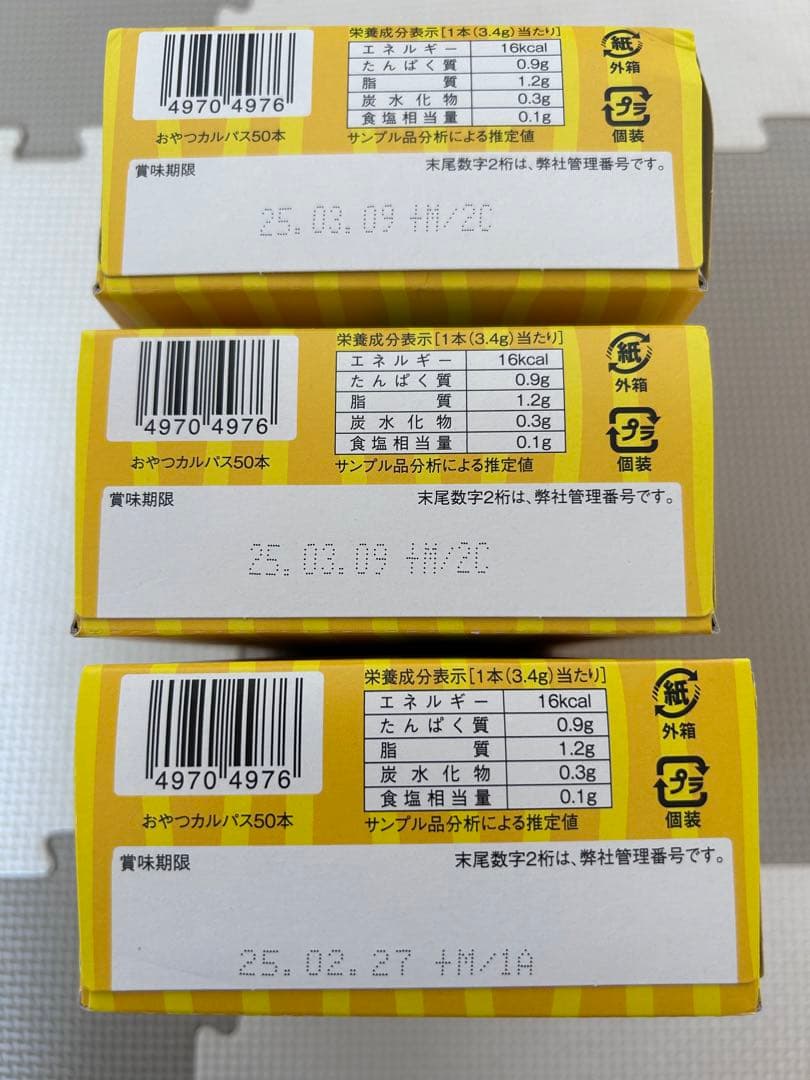 栄養成分表示[1本(3.4g)当たり]
エネルギー 16kcal
たんぱく質 0.9g
脂質 1.2g
炭水化物 0.3g
食塩相当量 0.1g
サンプル品分析による推定値
4970 4976
おやつカルパス50本
紙
外箱
プラ
個装
賞味期限 末尾数字2桁は、弊社管理番号です。
25.03.09 +M/2C
栄養成分表示[1本(3.4g)当たり]
エネルギー 16kcal
たんぱく質 0.9g
脂質 1.2g
炭水化物 0.3g
食塩相当量 0.1g
サンプル品分析による推定値
4970 4976
おやつカルパス50本
紙
外箱
プラ
個装
賞味期限 末尾数字2桁は、弊社管理番号です。
25.03.09 +M/2C
栄養成分表示[1本(3.4g)当たり]
エネルギー 16kcal
たんぱく質 0.9g
脂質 1.2g
炭水化物 0.3g
食塩相当量 0.1g
サンプル品分析による推定値
4970 4976
おやつカルパス50本
紙
外箱
プラ
個装
賞味期限 末尾数字2桁は、弊社管理番号です。
25.02.27 +M/1A